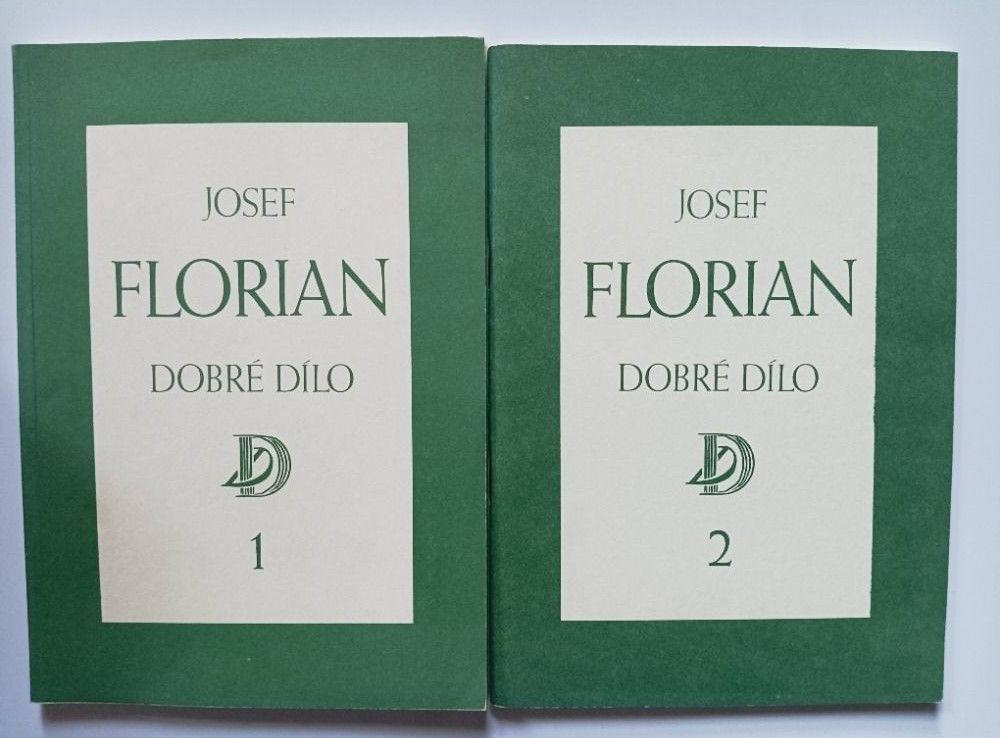 JOSEF
FLORIAN
DOBRÉ DÍLO
1
JOSEF
FLORIAN
DOBRÉ DÍLO
2